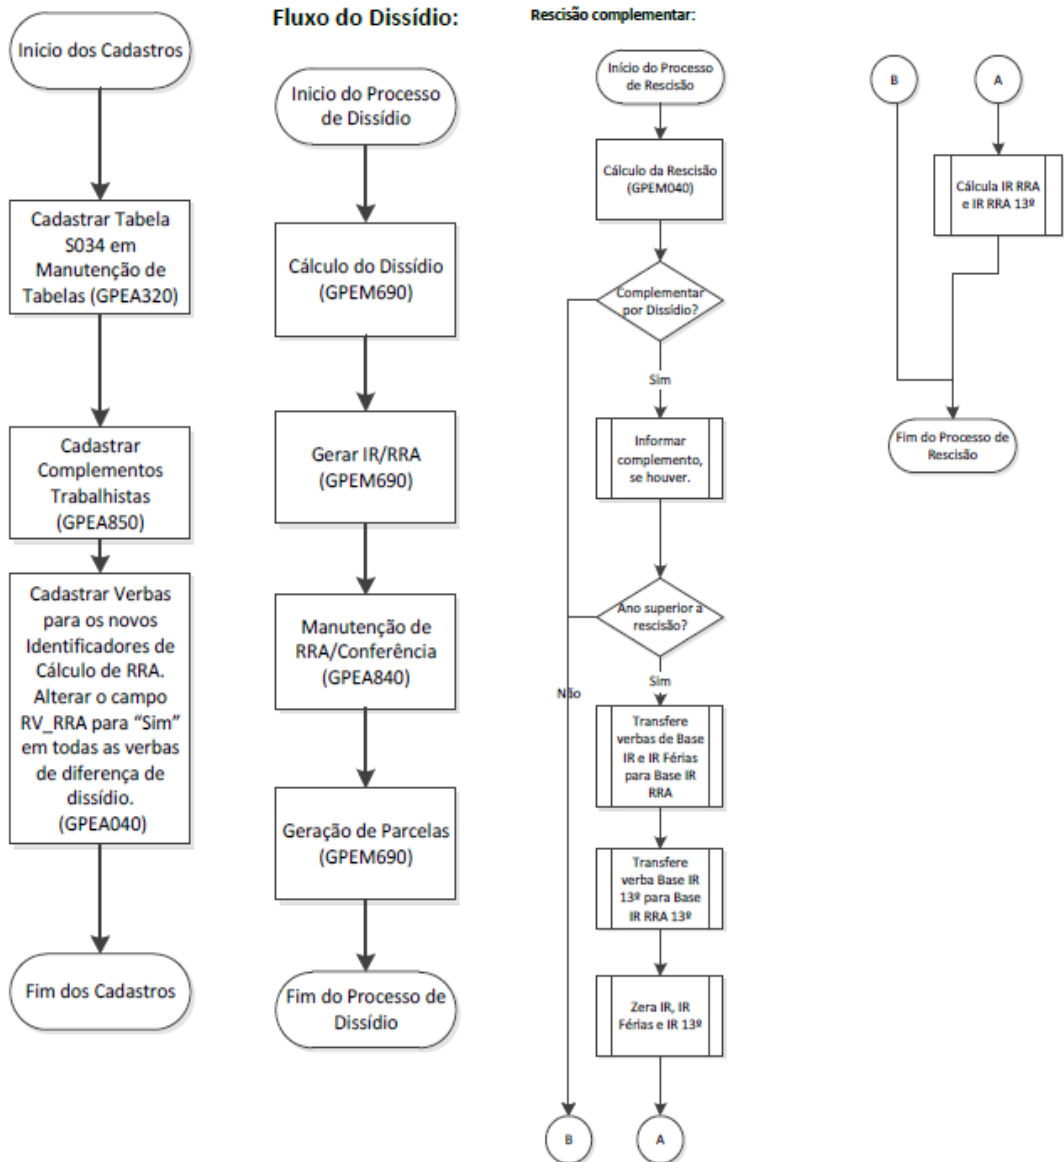 Inicio dos Cadastros
Cadastrar Tabela
S034 em
Manutenção de
Tabelas (GPEA320)
Cadastrar
Complementos
Trabalhistas
(GPEA850)
Cadastrar Verbas
para os novos
Identificadores de
Cálculo de RRA.
Alterar o campo
RV_RRA para “Sim”
em todas as verbas
de diferença de
dissídio.
(GPEA040)
Fim dos Cadastros
Fluxo do Dissídio:
Inicio do Processo
de Dissídio
Cálculo do Dissídio
(GPEM690)
Gerar IR/RRA
(GPEM690)
Manutenção de
RRA/Conferência
(GPEA840)
Geração de Parcelas
(GPEM690)
Fim do Processo de
Dissídio
Rescisão complementar:
Início do Processo
de Rescisão
Cálculo da Rescisão
(GPEM040)
Complementar
por Dissídio?
Sim
Informar
complemento,
se houver.
Ano superior a
rescisão?
Não
Sim
Transfere
verbas de Base
IR e IR Férias
para Base IR
RRA
Transfere
verba Base IR
13º para Base
IR RRA 13º
Zera IR, IR
Férias e IR 13º
B
A
B
A
Cálcula IR RRA
e IR RRA 13º
Fim do Processo de
Rescisão